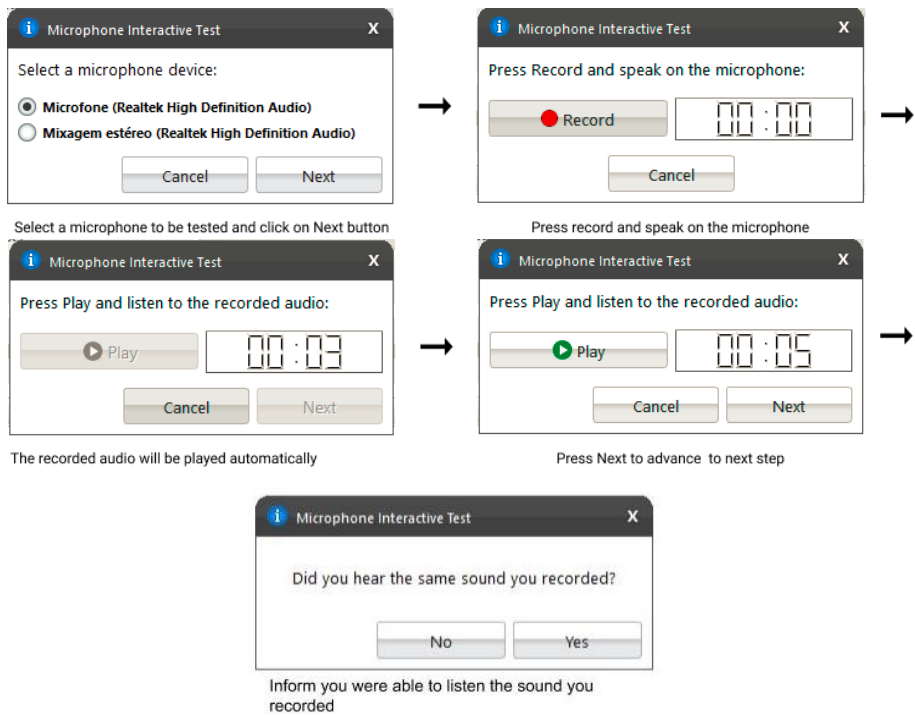 Microphone Interactive Test X
Select a microphone device:
Microfone (Realtek High Definition Audio)
Mixagem estéreo (Realtek High Definition Audio)
Cancel Next
Select a microphone to be tested and click on Next button
Microphone Interactive Test X
Press Record and speak on the microphone:
Record 00:00
Cancel
Press record and speak on the microphone
Microphone Interactive Test X
Press Play and listen to the recorded audio:
Play 00:03
Cancel Next
The recorded audio will be played automatically
Microphone Interactive Test X
Press Play and listen to the recorded audio:
Play 00:05
Cancel Next
Press Next to advance to next step
Microphone Interactive Test X
Did you hear the same sound you recorded?
No Yes
Inform you were able to listen the sound you
recorded